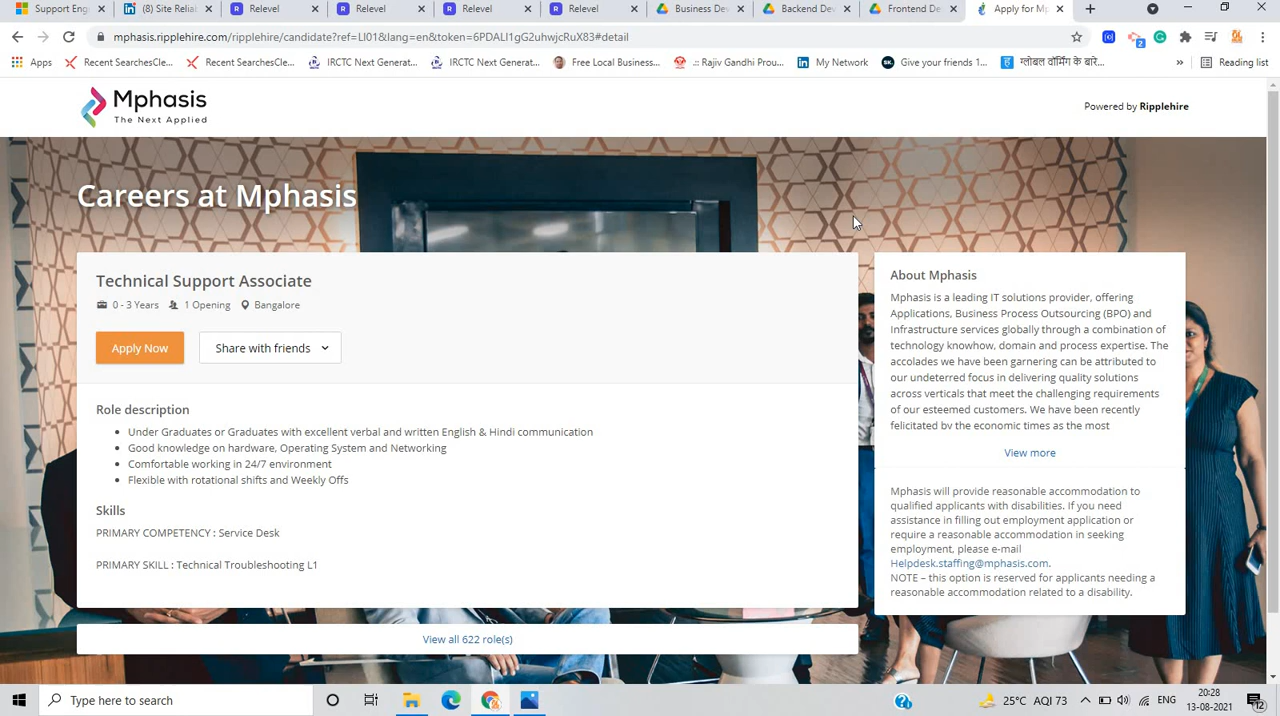 Support Eng
(8) Site Relia
Relevel
Relevel
Relevel
Relevel
Business De
Backend Dev
Frontend De
Apply for Mp
mphasis.ripplehire.com/ripplehire/candidate?ref=LI01&lang=en&token=6PDALI1gG2uhwjcRuX83#detail
2
Apps
Recent SearchesCle...
Recent SearchesCle...
IRCTC Next Generat...
IRCTC Next Generat...
Free Local Business...
.:: Rajiv Gandhi Prou...
My Network
Give your friends 1...
ग्लोबल वॉर्मिंग के बारे...
»
Reading list
Mphasis
The Next Applied
Powered by Ripplehire
Careers at Mphasis
Technical Support Associate
0 - 3 Years 1 Opening Bangalore
Apply Now
Share with friends
Role description
• Under Graduates or Graduates with excellent verbal and written English & Hindi communication
• Good knowledge on hardware, Operating System and Networking
• Comfortable working in 24/7 environment
• Flexible with rotational shifts and Weekly Offs
Skills
PRIMARY COMPETENCY : Service Desk
PRIMARY SKILL : Technical Troubleshooting L1
View all 622 role(s)
About Mphasis
Mphasis is a leading IT solutions provider, offering
Applications, Business Process Outsourcing (BPO) and
Infrastructure services globally through a combination of
technology knowhow, domain and process expertise. The
accolades we have been garnering can be attributed to
our undeterred focus in delivering quality solutions
across verticals that meet the challenging requirements
of our esteemed customers. We have been recently
felicitated by the economic times as the most
View more
Mphasis will provide reasonable accommodation to
qualified applicants with disabilities. If you need
assistance in filling out employment application or
require a reasonable accommodation in seeking
employment, please e-mail
Helpdesk.staffing@mphasis.com.
NOTE – this option is reserved for applicants needing a
reasonable accommodation related to a disability.
Type here to search
25°C AQI 73
ENG
20:28
13-08-2021
12